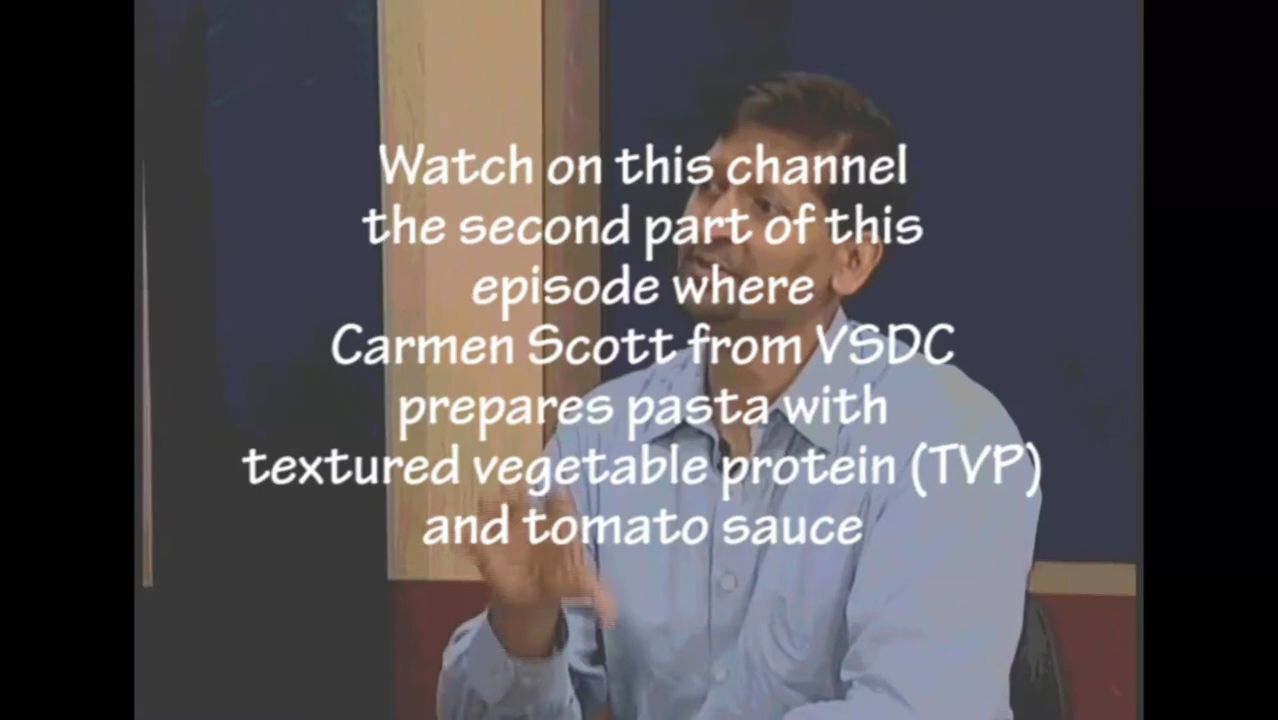 Watch on this channel
the second part of this
episode where
Carmen Scott from VSDC
prepares pasta with
textured vegetable protein (TVP)
and tomato sauce